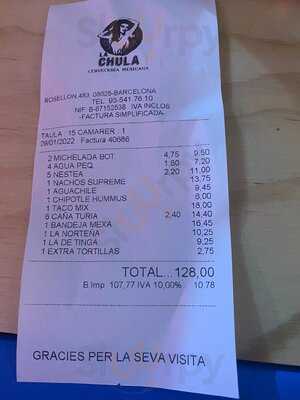 LA
CHULA
CERVECERIA MEXICANA
ROSELLON,483, 08025-BARCELONA
TEL. 93-541 76 10
NIF. B-67152538 IVA INCLOS
-FACTURA SIMPLIFICADA-
TAULA : 15 CAMARER : 1
29/01/2022 Factura 40686
2 MICHELADA BOT. 4,75 9,50
4 AGUA PEQ. 1,80 7,20
5 NESTEA 2,20 11,00
1 NACHOS SUPREME 13,75
1 AGUACHILE 9,45
1 CHIPOTLE HUMMUS 6,00
1 TACO MIX 18,00
6 CAÑA TURIA 2,40 14,40
1 BANDEJA MEXA 16,45
1 LA NORTEÑA 10,25
1 LA DE TINGA 9,25
1 EXTRA TORTILLAS 2,75
TOTAL... 128,00
B.Imp 107,77 IVA 10,00% 10.78
GRACIES PER LA SEVA VISITA